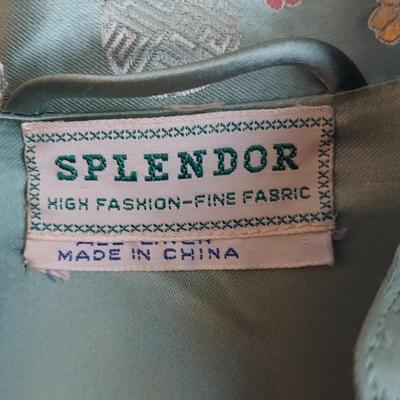 SPLENDOR
HIGH FASHION-FINE FABRIC
MADE IN CHINA